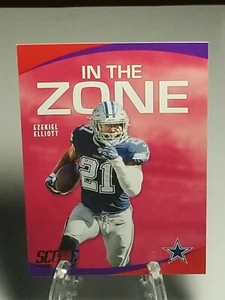 IN THE
ZONE
EZEKIEL
ELLIOTT
21
SCORE